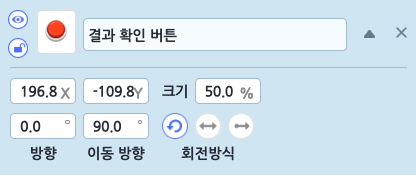 결과 확인 버튼
196.8 X -109.8 Y 크기 50.0 %
0.0 ° 90.0 °
방향 이동 방향 회전방식